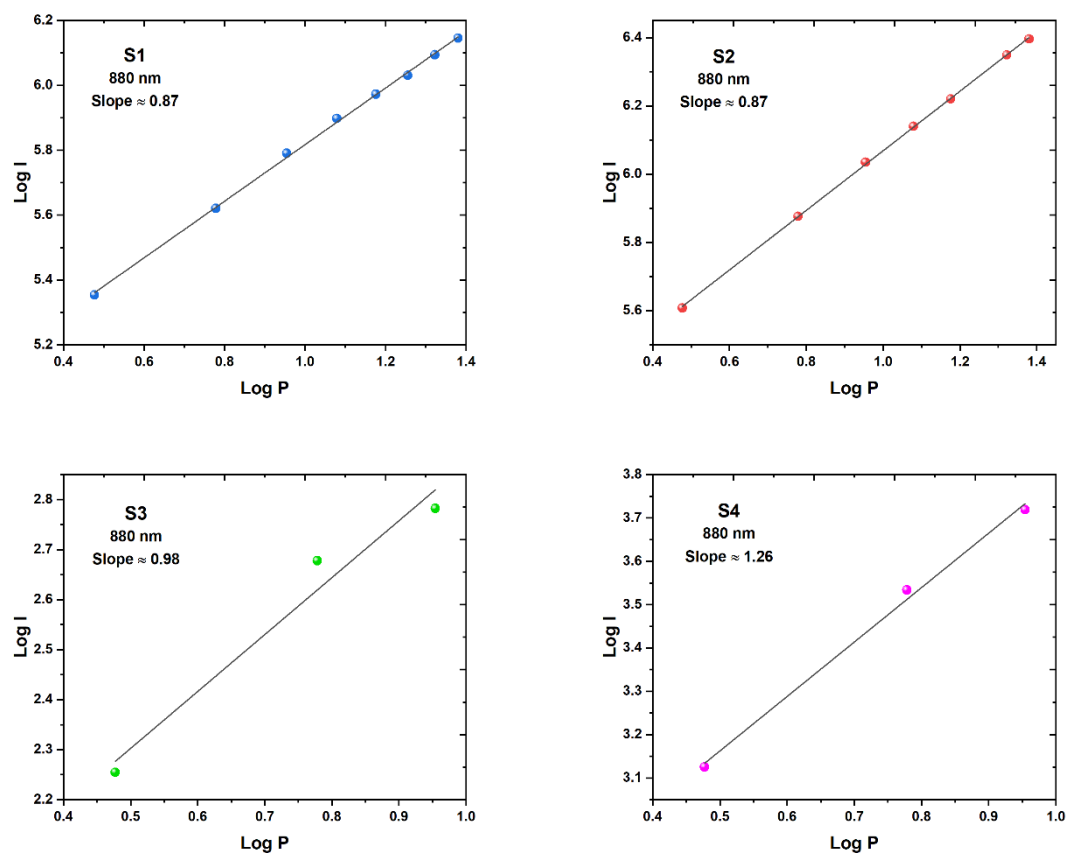 6.2
6.0
5.8
5.6
5.4
5.2
Log I
S1
880 nm
Slope ≈ 0.87
0.4 0.6 0.8 1.0 1.2 1.4
Log P
6.4
6.2
6.0
5.8
5.6
Log I
S2
880 nm
Slope ≈ 0.87
0.4 0.6 0.8 1.0 1.2 1.4
Log P
2.8
2.7
2.6
2.5
2.4
2.3
2.2
Log I
S3
880 nm
Slope ≈ 0.98
0.4 0.5 0.6 0.7 0.8 0.9 1.0
Log P
3.8
3.7
3.6
3.5
3.4
3.3
3.2
3.1
Log I
S4
880 nm
Slope ≈ 1.26
0.4 0.5 0.6 0.7 0.8 0.9 1.0
Log P